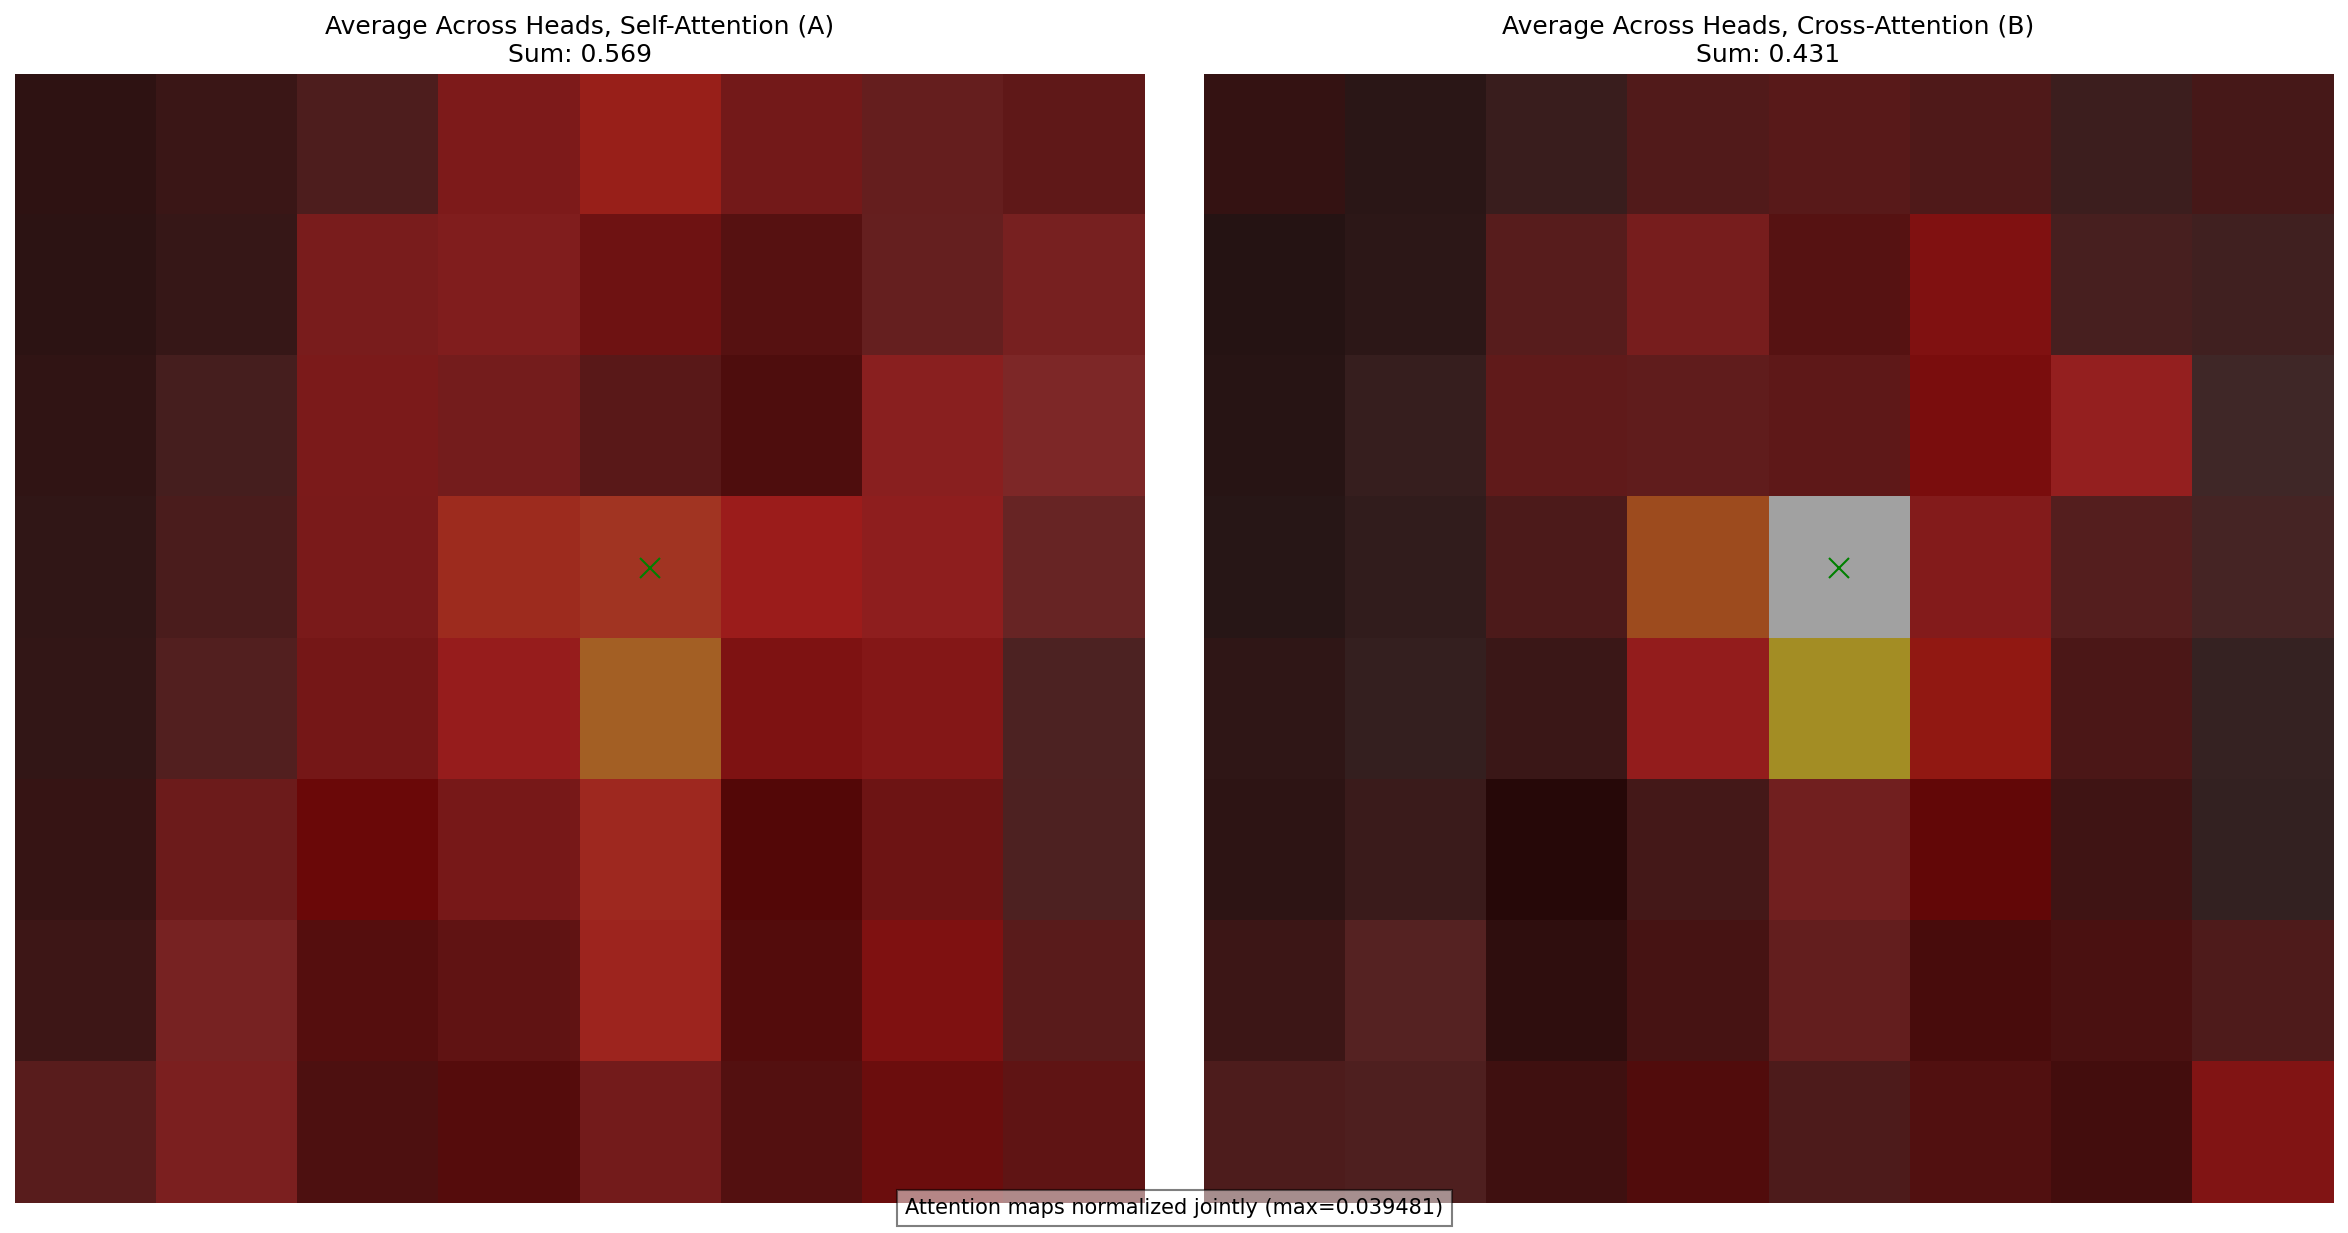 Average Across Heads, Self-Attention (A)
Sum: 0.569
Average Across Heads, Cross-Attention (B)
Sum: 0.431
Attention maps normalized jointly (max=0.039481)